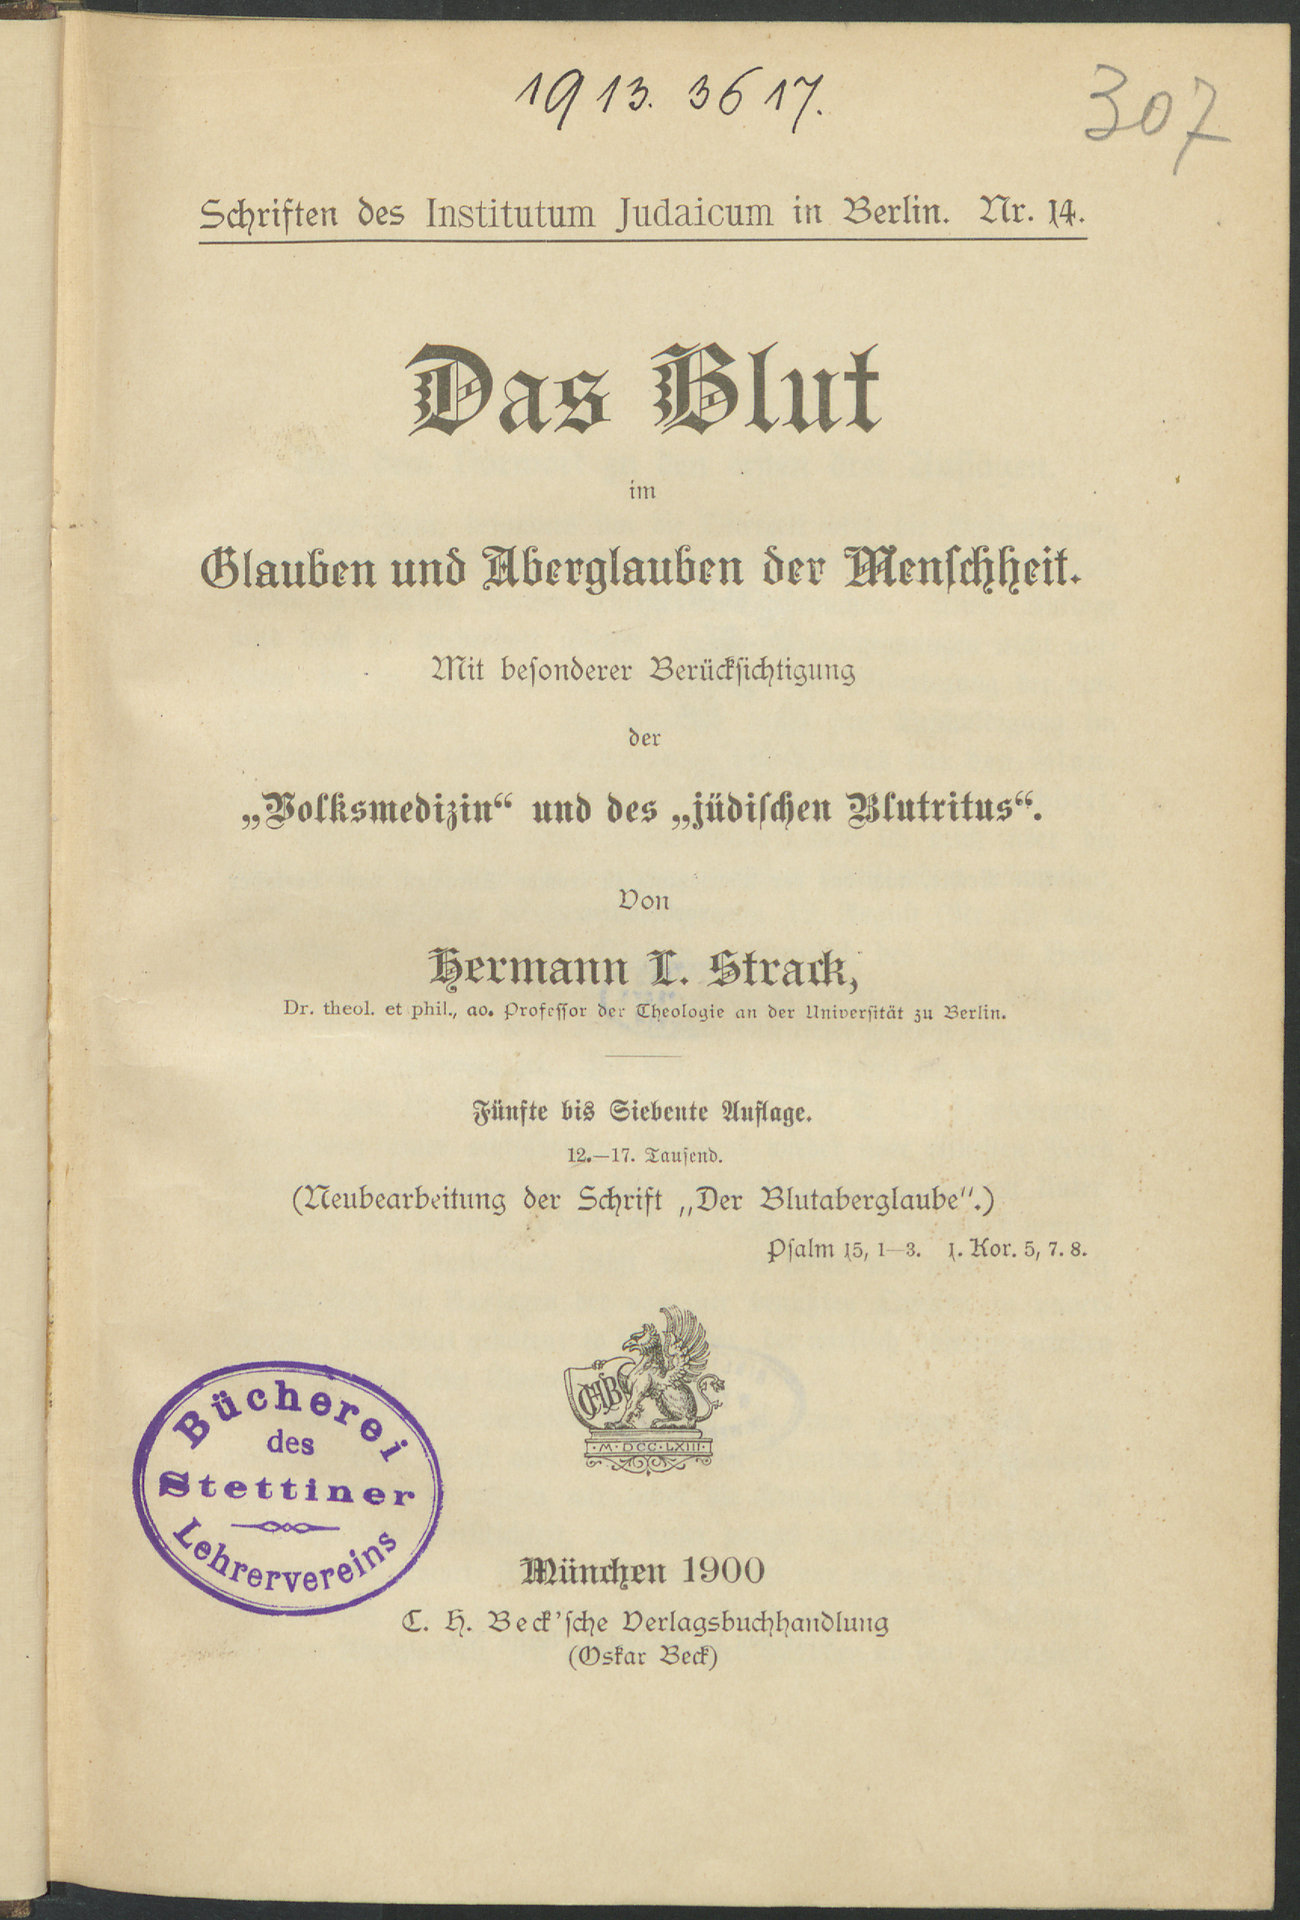 1913. 3617.
307
Schriften des Institutum Judaicum in Berlin. Nr. 14.
Das Blut
im
Glauben und Aberglauben der Menſchheit.
Mit beſonderer Berückſichtigung
der
„Volksmedizin“ und des „jüdiſchen Blutritus“.
Von
Hermann L. Strack,
Dr. theol. et phil., ao. Profeſſor der Theologie an der Univerſität zu Berlin.
Fünfte bis Siebente Auflage.
12.—17. Tauſend.
(Neubearbeitung der Schrift „Der Blutaberglaube“.)
Pſalm 15, 1—3. 1. Kor. 5, 7. 8.
CHB
M·DCC·LXIII·
Bücherei
des
Stettiner
Lehrervereins
München 1900
C. H. Beck'ſche Verlagsbuchhandlung
(Oskar Beck)